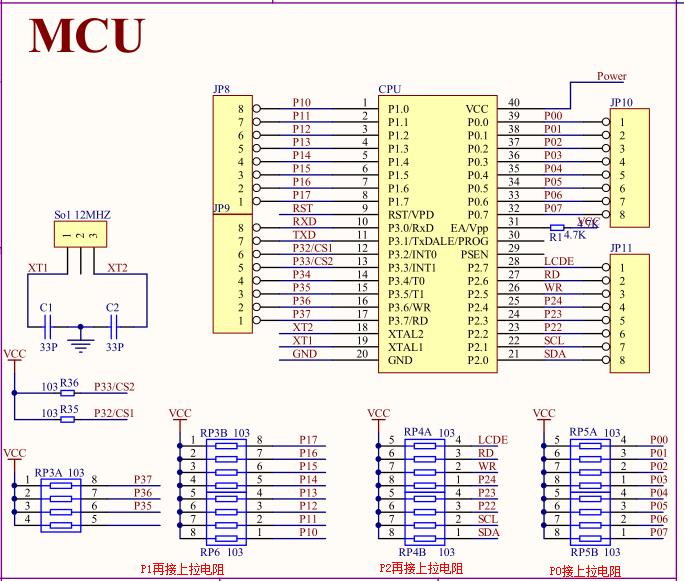 MCU
Power
JP8
CPU
JP10
8 P10 1 P1.0 VCC 40
7 P11 2 P1.1 P0.0 39 P00 1
6 P12 3 P1.2 P0.1 38 P01 2
5 P13 4 P1.3 P0.2 37 P02 3
4 P14 5 P1.4 P0.3 36 P03 4
3 P15 6 P1.5 P0.4 35 P04 5
2 P16 7 P1.6 P0.5 34 P05 6
1 P17 8 P1.7 P0.6 33 P06 7
JP9 RST 9 RST/VPD P0.7 32 P07 8
8 RXD 10 P3.0/RxD EA/Vpp 31 R1 4.7K VCC
7 TXD 11 P3.1/TxD ALE/PROG 30
6 P32/CS1 12 P3.2/INT0 PSEN 29 JP11
5 P33/CS2 13 P3.3/INT1 P2.7 28 LCDE 1
4 P34 14 P3.4/T0 P2.6 27 RD 2
3 P35 15 P3.5/T1 P2.5 26 WR 3
2 P36 16 P3.6/WR P2.4 25 P24 4
1 P37 17 P3.7/RD P2.3 24 P23 5
XT2 18 XTAL2 P2.2 23 P22 6
XT1 19 XTAL1 P2.1 22 SCL 7
GND 20 GND P2.0 21 SDA 8
So1 12MHZ
1 2 3
XT1 XT2
C1 C2
33P 33P
VCC
103 R36 P33/CS2
103 R35 P32/CS1
VCC
RP3A 103
1 8 P37
2 7 P36
3 6 P35
4 5
VCC
RP3B 103
1 8 P17
2 7 P16
3 6 P15
4 5 P14
5 4 P13
6 3 P12
7 2 P11
8 1 P10
RP6 103
P1再接上拉电阻
VCC
RP4A 103
5 4 LCDE
6 3 RD
7 2 WR
8 1 P24
5 4 P23
6 3 P22
7 2 SCL
8 1 SDA
RP4B 103
P2再接上拉电阻
VCC
RP5A 103
5 4 P00
6 3 P01
7 2 P02
8 1 P03
5 4 P04
6 3 P05
7 2 P06
8 1 P07
RP5B 103
P0接上拉电阻